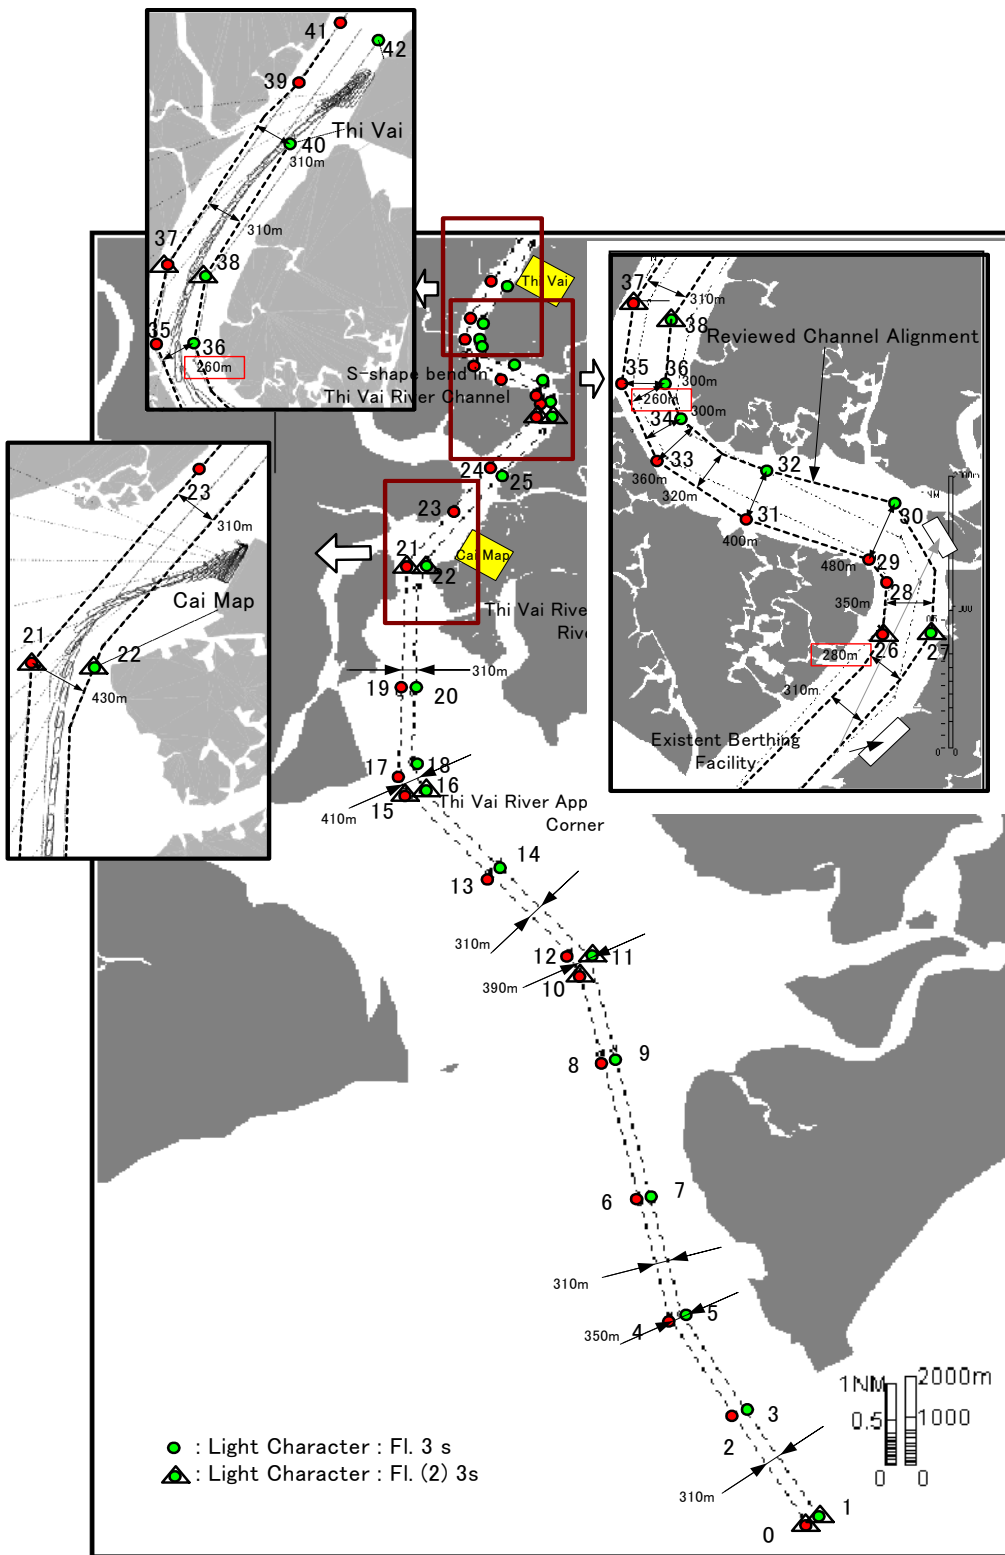 41
42
39
Thi Vai
40
310m
310m
37
38
35
36
260m
Thi Vai
S-shape bend in
Thi Vai River Channel
24
25
23
21
22
Cai Map
Thi Vai Rive
Rive
310m
19
20
17
18
16
15
410m
Thi Vai River App
Corner
37
310m
38
Reviewed Channel Alignment
35
36
300m
260m
34
300m
33
32
360m
320m
31
30
400m
29
480m
28
350m
26
27
280m
310m
Existent Berthing
Facility
23
310m
Cai Map
21
22
430m
14
13
310m
12
11
390m
10
9
8
6
7
310m
5
4
350m
3
2
310m
1
0
1NM
2000m
0.5
1000
0
0
: Light Character : Fl. 3 s
: Light Character : Fl. (2) 3s